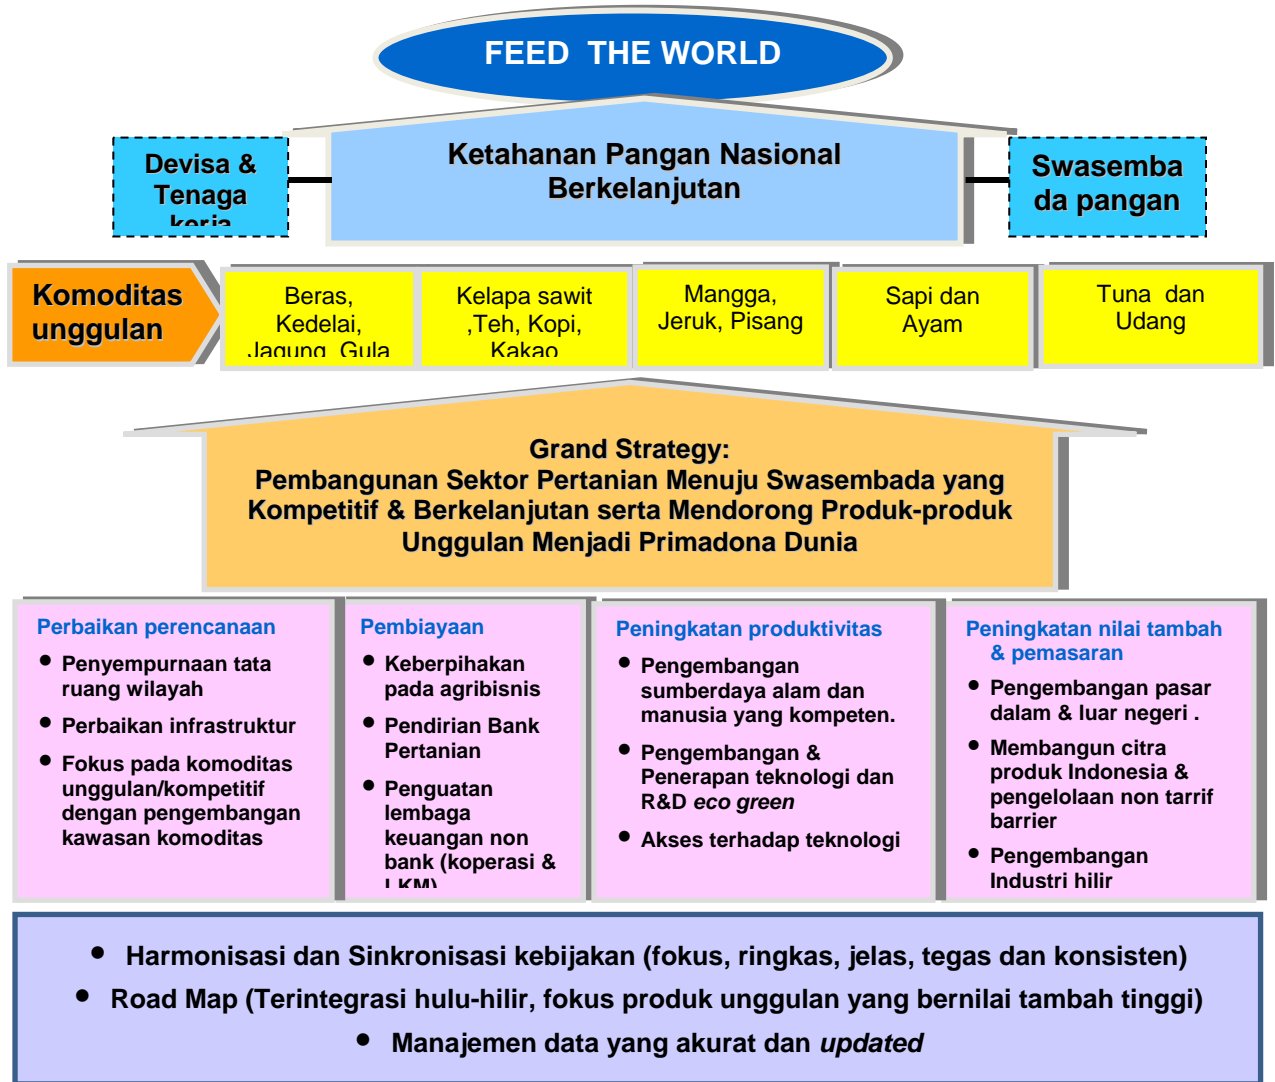 FEED THE WORLD
Ketahanan Pangan Nasional
Berkelanjutan
Devisa &
Tenaga
kerja
Swasemba
da pangan
Komoditas
unggulan
Beras,
Kedelai,
Jagung, Gula
Kelapa sawit
,Teh, Kopi,
Kakao
Mangga,
Jeruk, Pisang
Sapi dan
Ayam
Tuna dan
Udang
Grand Strategy:
Pembangunan Sektor Pertanian Menuju Swasembada yang
Kompetitif & Berkelanjutan serta Mendorong Produk-produk
Unggulan Menjadi Primadona Dunia
Perbaikan perencanaan
• Penyempurnaan tata
ruang wilayah
• Perbaikan infrastruktur
• Fokus pada komoditas
unggulan/kompetitif
dengan pengembangan
kawasan komoditas
Pembiayaan
• Keberpihakan
pada agribisnis
• Pendirian Bank
Pertanian
• Penguatan
lembaga
keuangan non
bank (koperasi &
LKM)
Peningkatan produktivitas
• Pengembangan
sumberdaya alam dan
manusia yang kompeten.
• Pengembangan &
Penerapan teknologi dan
R&D eco green
• Akses terhadap teknologi
Peningkatan nilai tambah
& pemasaran
• Pengembangan pasar
dalam & luar negeri .
• Membangun citra
produk Indonesia &
pengelolaan non tarrif
barrier
• Pengembangan
Industri hilir
• Harmonisasi dan Sinkronisasi kebijakan (fokus, ringkas, jelas, tegas dan konsisten)
• Road Map (Terintegrasi hulu-hilir, fokus produk unggulan yang bernilai tambah tinggi)
• Manajemen data yang akurat dan updated